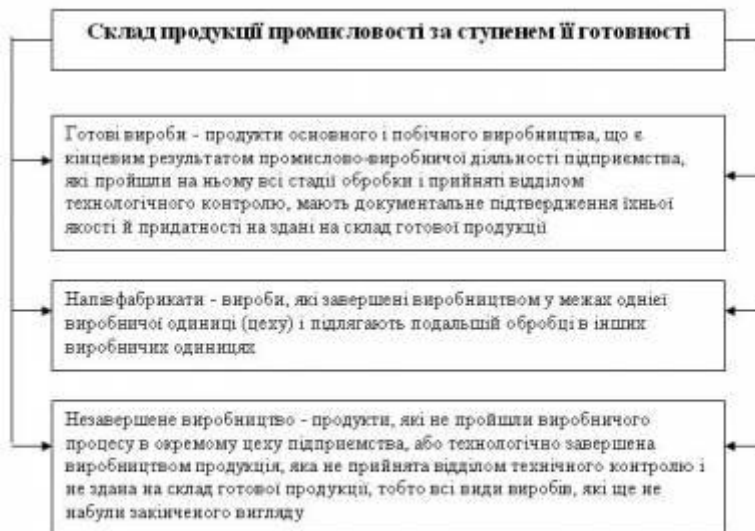 Склад продукції промисловості за ступенем її готовності
Готові вироби - продукти основного і побічного виробництва, що є
кінцевим результатом промислово-виробничої діяльності підприємства,
які пройшли на ньому всі стадії обробки і прийняті відділом
технологічного контролю, мають документальне підтвердження їхньої
якості й придатності на здані на склад готової продукції
Напівфабрикати - вироби, які завершені виробництвом у межах однієї
виробничої одиниці (цеху) і підлягають подальшій обробці в інших
виробничих одиницях
Незавершене виробництво - продукти, які не пройшли виробничого
процесу в окремому цеху підприємства, або технологічно завершена
виробництвом продукція, яка не прийнята відділом технічного контролю і
не здана на склад готової продукції, тобто всі види виробів, які ще не
набули закінченого вигляду